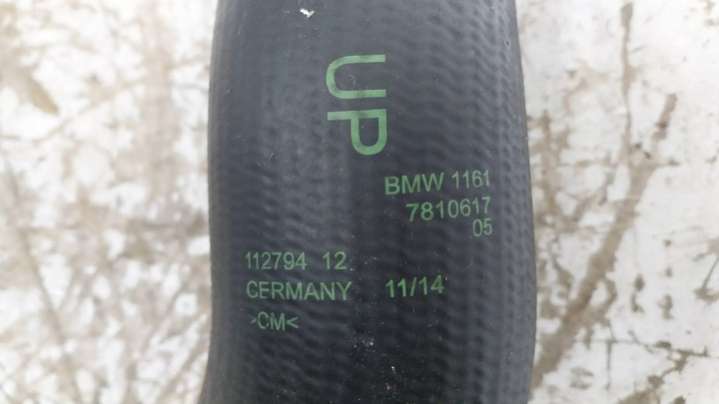 UP
BMW 1161
7810617
05
112794 12
GERMANY 11/14
>CM<